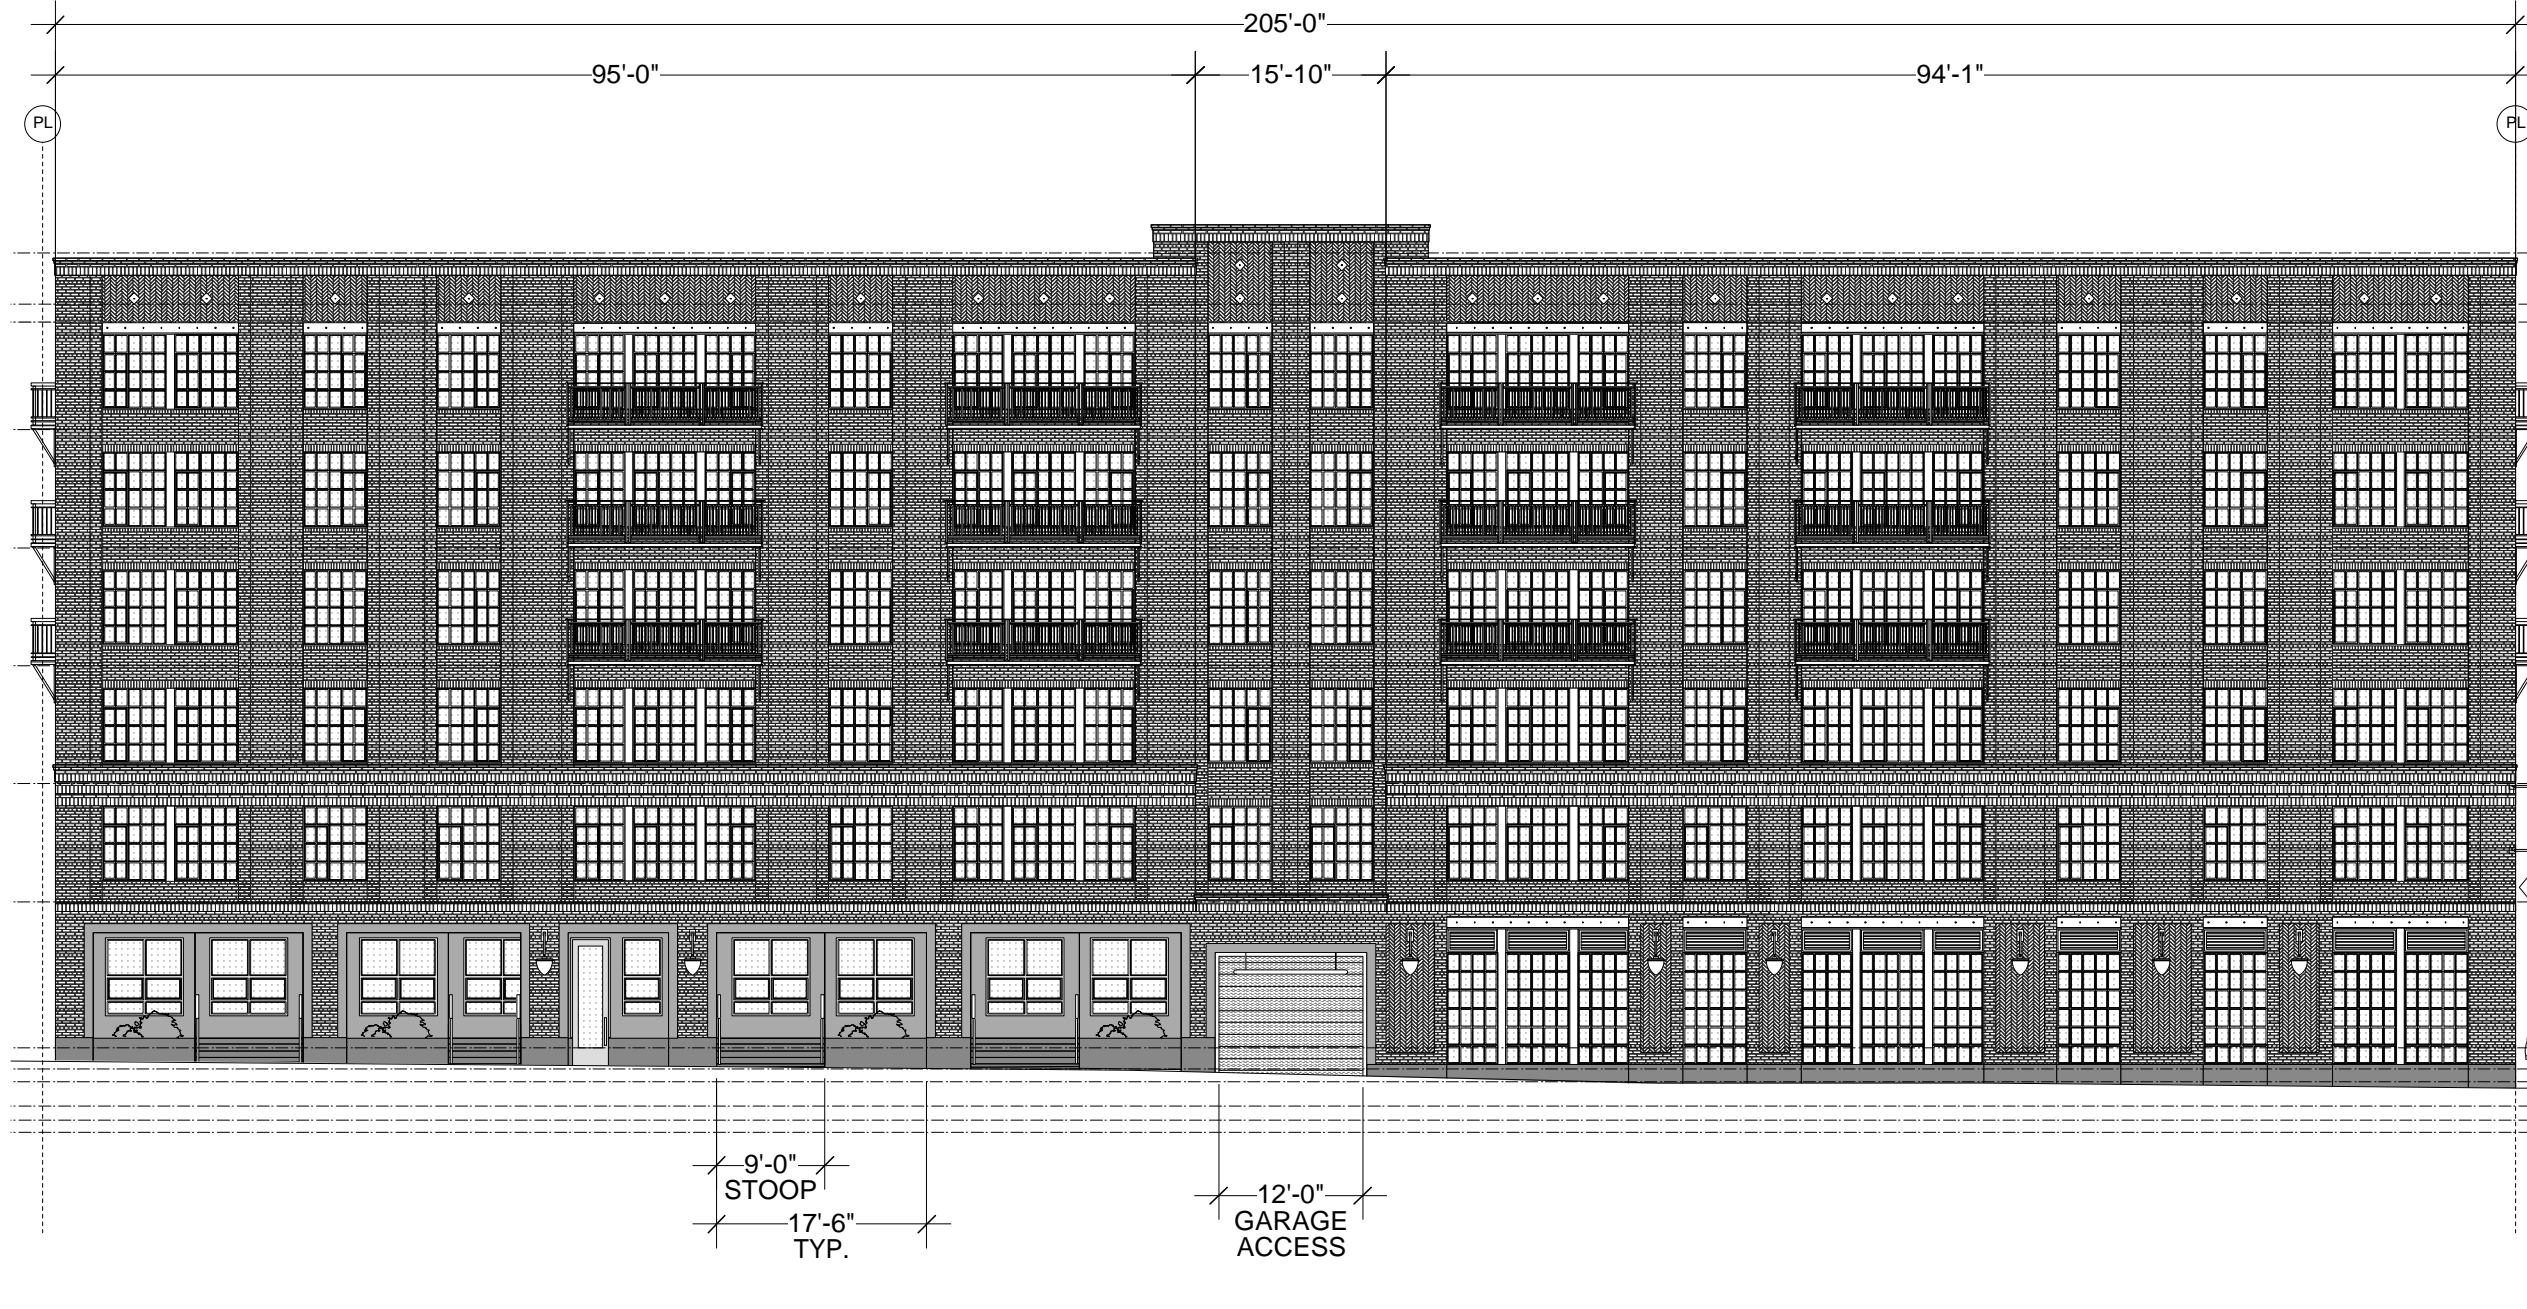 205'-0"
95'-0"
15'-10"
94'-1"
PL
PL
9'-0"
STOOP
12'-0"
GARAGE
ACCESS
17'-6"
TYP.